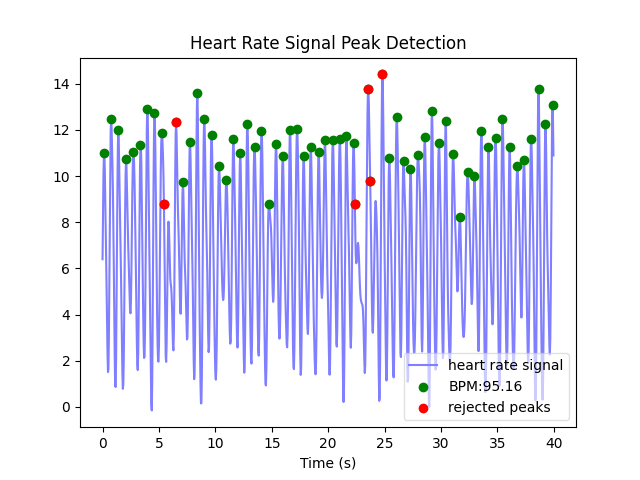 Heart Rate Signal Peak Detection
14
12
10
8
6
4
2
0
heart rate signal
BPM:95.16
rejected peaks
0 5 10 15 20 25 30 35 40
Time (s)